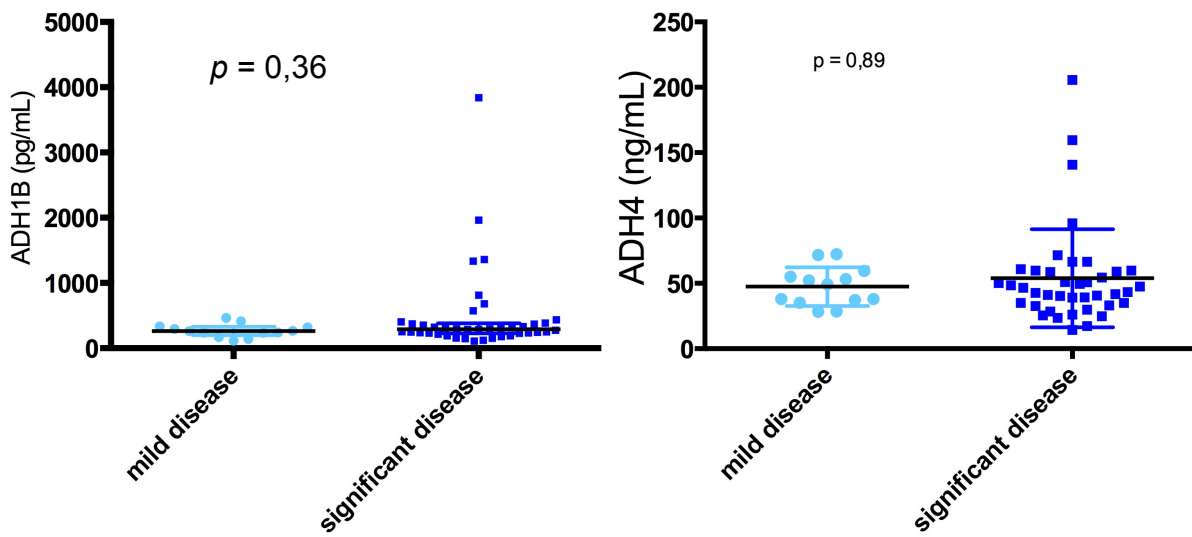 5000
4000
3000
2000
1000
0
ADH1B (pg/mL)
p = 0,36
mild disease
significant disease
250
200
150
100
50
0
ADH4 (ng/mL)
p = 0,89
mild disease
significant disease